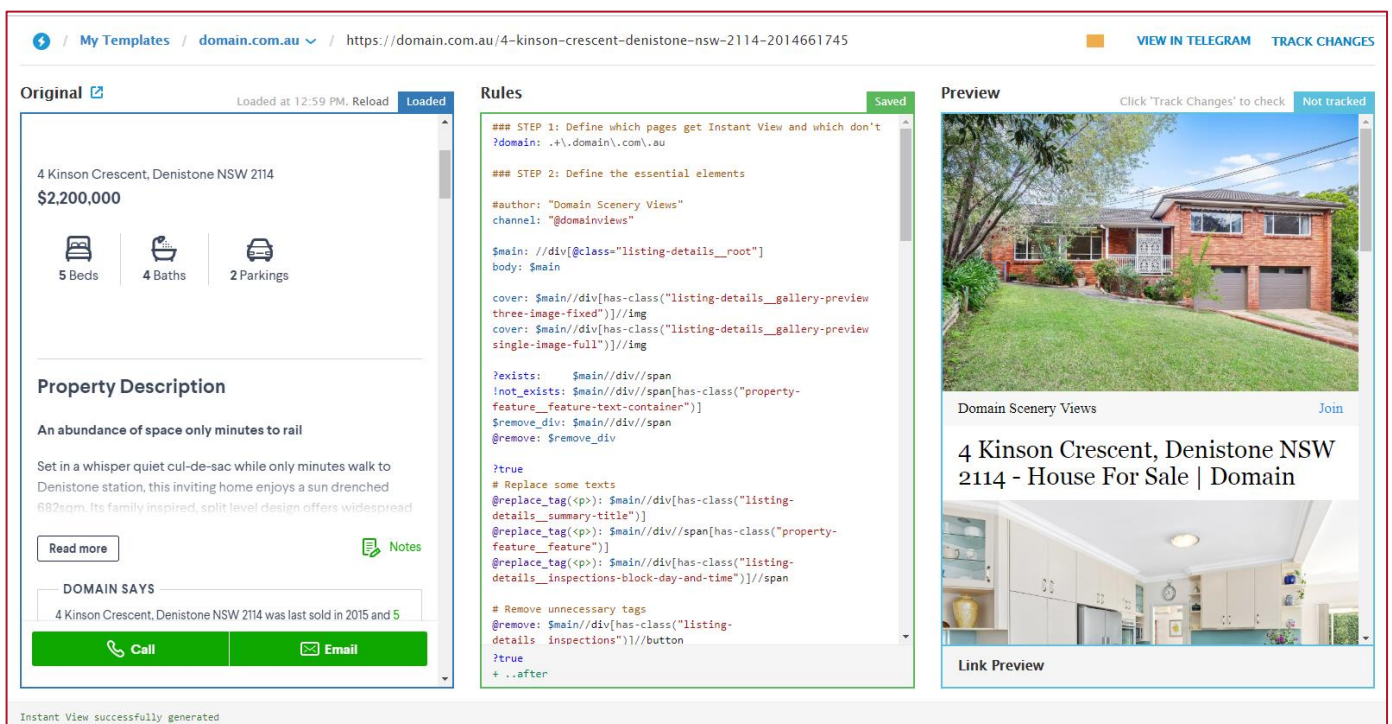 / My Templates / domain.com.au / https://domain.com.au/4-kinson-crescent-denistone-nsw-2114-2014661745
VIEW IN TELEGRAM TRACK CHANGES
Original
Loaded at 12:59 PM. Reload Loaded
4 Kinson Crescent, Denistone NSW 2114
$2,200,000
5 Beds 4 Baths 2 Parkings
Property Description
An abundance of space only minutes to rail
Set in a whisper quiet cul-de-sac while only minutes walk to
Denistone station, this inviting home enjoys a sun drenched
682sqm. Its family inspired, split level design offers widespread
Read more Notes
DOMAIN SAYS
4 Kinson Crescent, Denistone NSW 2114 was last sold in 2015 and 5
Call Email
Rules
Saved
### STEP 1: Define which pages get Instant View and which don't
?domain: .+\.domain\.com\.au
### STEP 2: Define the essential elements
#author: "Domain Scenery Views"
channel: "@domainviews"
$main: //div[@class="listing-details__root"]
body: $main
cover: $main//div[has-class("listing-details__gallery-preview
three-image-fixed")]//img
cover: $main//div[has-class("listing-details__gallery-preview
single-image-full")]//img
?exists: $main//div//span
!not_exists: $main//div//span[has-class("property-
feature__feature-text-container")]
$remove_div: $main//div//span
@remove: $remove_div
?true
# Replace some texts
@replace_tag(<p>): $main//div[has-class("listing-
details__summary-title")]
@replace_tag(<p>): $main//div//span[has-class("property-
feature__feature")]
@replace_tag(<p>): $main//div[has-class("listing-
details__inspections-block-day-and-time")]//span
# Remove unnecessary tags
@remove: $main//div[has-class("listing-
details__inspections")]//button
?true
+ ..after
Preview
Click 'Track Changes' to check Not tracked
Domain Scenery Views Join
4 Kinson Crescent, Denistone NSW
2114 - House For Sale | Domain
Link Preview
Instant View successfully generated